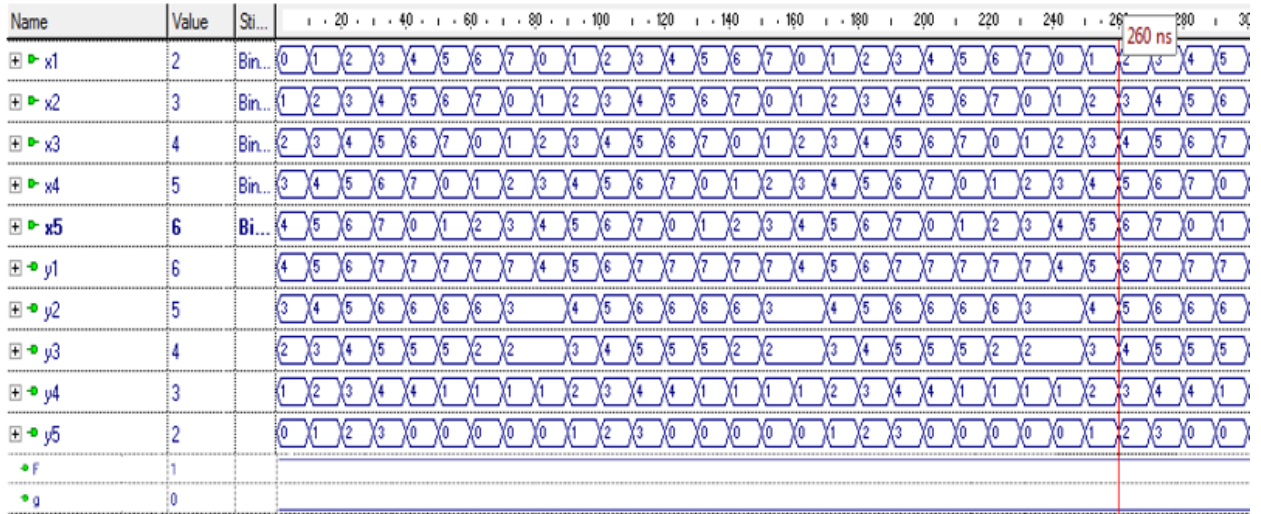 Name Value Sti... 20 40 60 80 100 120 140 160 180 200 220 240
260 ns
x1 2 Bin... 0 1 2 3 4 5 6 7 0 1 2 3 4 5 6 7 0 1 2 3 4 5 6 7 0 1 2 3 4 5
x2 3 Bin... 1 2 3 4 5 6 7 0 1 2 3 4 5 6 7 0 1 2 3 4 5 6 7 0 1 2 3 4 5 6
x3 4 Bin... 2 3 4 5 6 7 0 1 2 3 4 5 6 7 0 1 2 3 4 5 6 7 0 1 2 3 4 5 6 7
x4 5 Bin... 3 4 5 6 7 0 1 2 3 4 5 6 7 0 1 2 3 4 5 6 7 0 1 2 3 4 5 6 7 0
x5 6 Bi... 4 5 6 7 0 1 2 3 4 5 6 7 0 1 2 3 4 5 6 7 0 1 2 3 4 5 6 7 0 1
y1 6 4 5 6 7 7 7 7 7 4 5 6 7 7 7 7 7 4 5 6 7 7 7 7 7 4 5 6 7 7 7
y2 5 3 4 5 6 6 6 6 3 4 5 6 6 6 6 3 4 5 6 6 6 6 3 4 5 6 6 6
y3 4 2 3 4 5 5 5 2 2 3 4 5 5 5 2 2 3 4 5 5 5 2 2 3 4 5 5 5
y4 3 1 2 3 4 4 1 1 1 1 2 3 4 4 1 1 1 1 2 3 4 4 1 1 1 1 2 3 4 4 1
y5 2 0 1 2 3 0 0 0 0 0 1 2 3 0 0 0 0 0 1 2 3 0 0 0 0 0 1 2 3 0 0
F 1
g 0